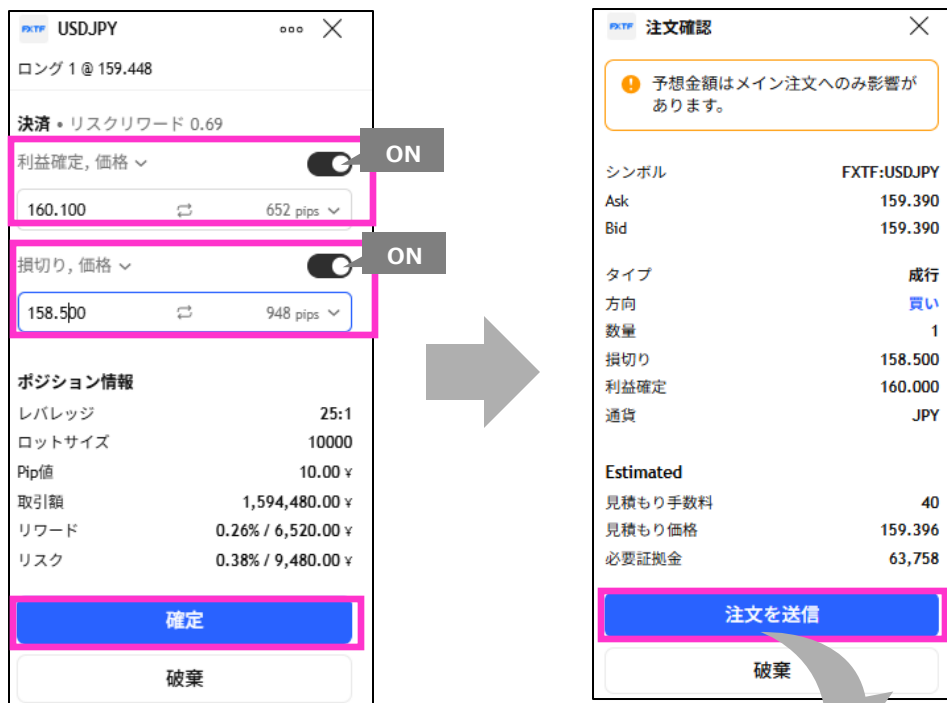 FXTF USDJPY
ロング 1 @ 159.448
決済 • リスクリワード 0.69
利益確定, 価格
ON
160.100 652 pips
損切り, 価格
ON
158.500 948 pips
ポジション情報
レバレッジ 25:1
ロットサイズ 10000
Pip値 10.00 ¥
取引額 1,594,480.00 ¥
リワード 0.26% / 6,520.00 ¥
リスク 0.38% / 9,480.00 ¥
確定
破棄
FXTF 注文確認
予想金額はメイン注文へのみ影響が
あります。
シンボル FXTF:USDJPY
Ask 159.390
Bid 159.390
タイプ 成行
方向 買い
数量 1
損切り 158.500
利益確定 160.000
通貨 JPY
Estimated
見積もり手数料 40
見積もり価格 159.396
必要証拠金 63,758
注文を送信
破棄